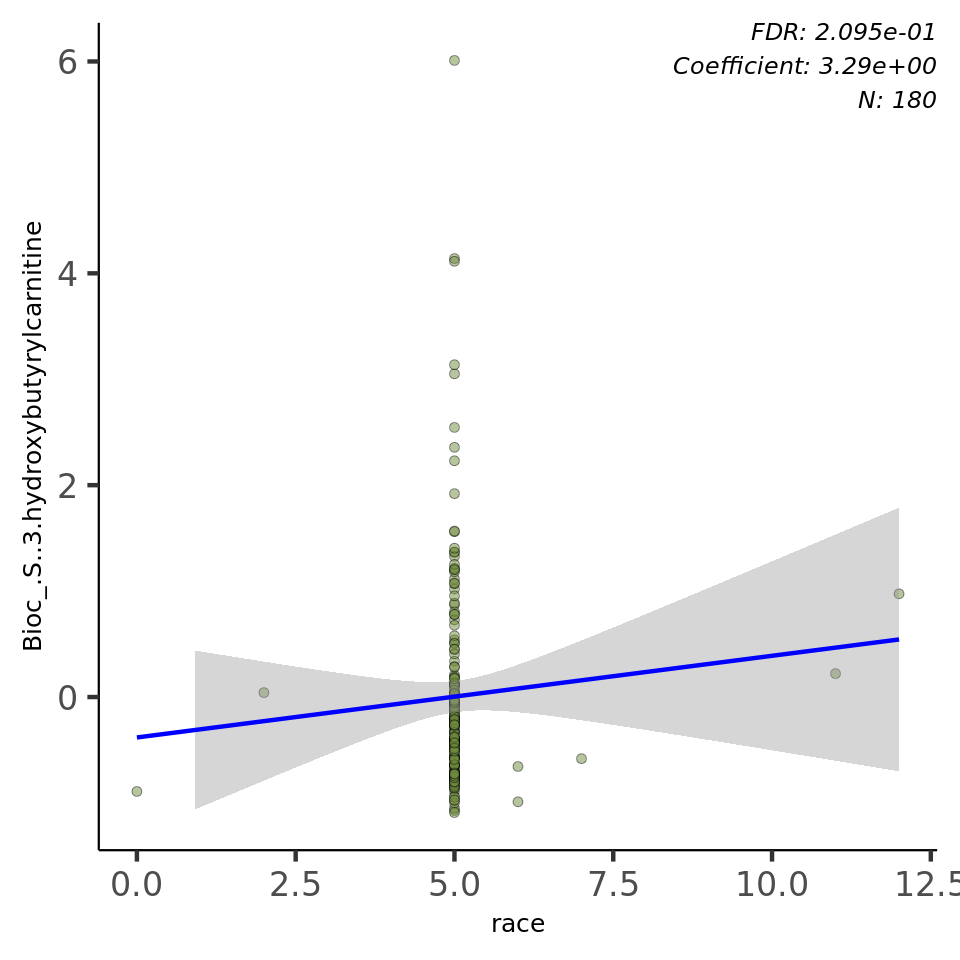 FDR: 2.095e-01
Coefficient: 3.29e+00
N: 180
6
4
2
0
Bioc_.S..3.hydroxybutyrylcarnitine
0.0 2.5 5.0 7.5 10.0 12.5
race